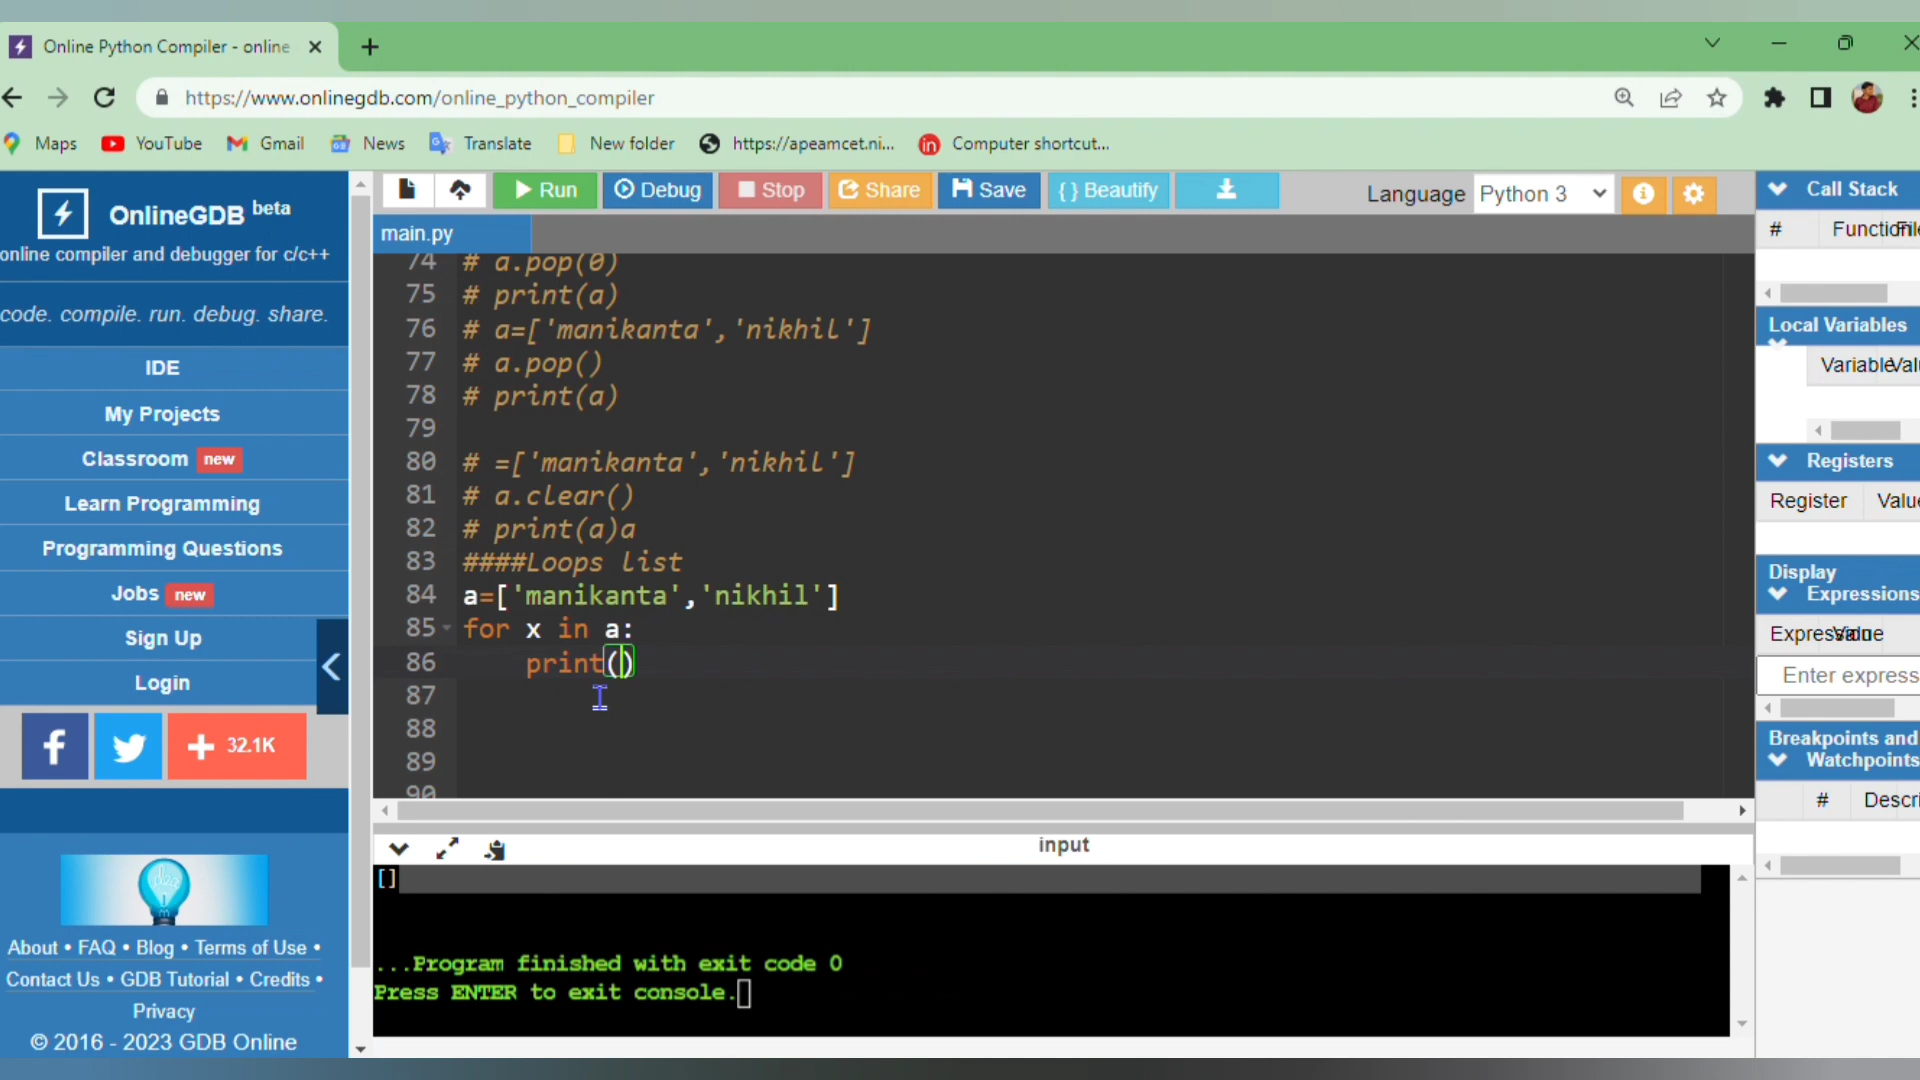 Online Python Compiler - online
https://www.onlinegdb.com/online_python_compiler
Maps YouTube Gmail News Translate New folder https://apeamcet.ni... Computer shortcut...
OnlineGDB beta
online compiler and debugger for c/c++
code. compile. run. debug. share.
IDE
My Projects
Classroom new
Learn Programming
Programming Questions
Jobs new
Sign Up
Login
f + 32.1K
About • FAQ • Blog • Terms of Use •
Contact Us • GDB Tutorial • Credits •
Privacy
© 2016 - 2023 GDB Online
Run Debug Stop Share Save { } Beautify
Language Python 3
main.py
74 # a.pop(0)
75 # print(a)
76 # a=['manikanta','nikhil']
77 # a.pop()
78 # print(a)
79
80 # =['manikanta','nikhil']
81 # a.clear()
82 # print(a)a
83 ####Loops list
84 a=['manikanta','nikhil']
85 for x in a:
86 print()
87
88
89
90
input
[]
...Program finished with exit code 0
Press ENTER to exit console.
Call Stack
# Function
Local Variables
Variable
Registers
Register Value
Display
Expressions
Expression Value
Enter express
Breakpoints and
Watchpoints
# Descri